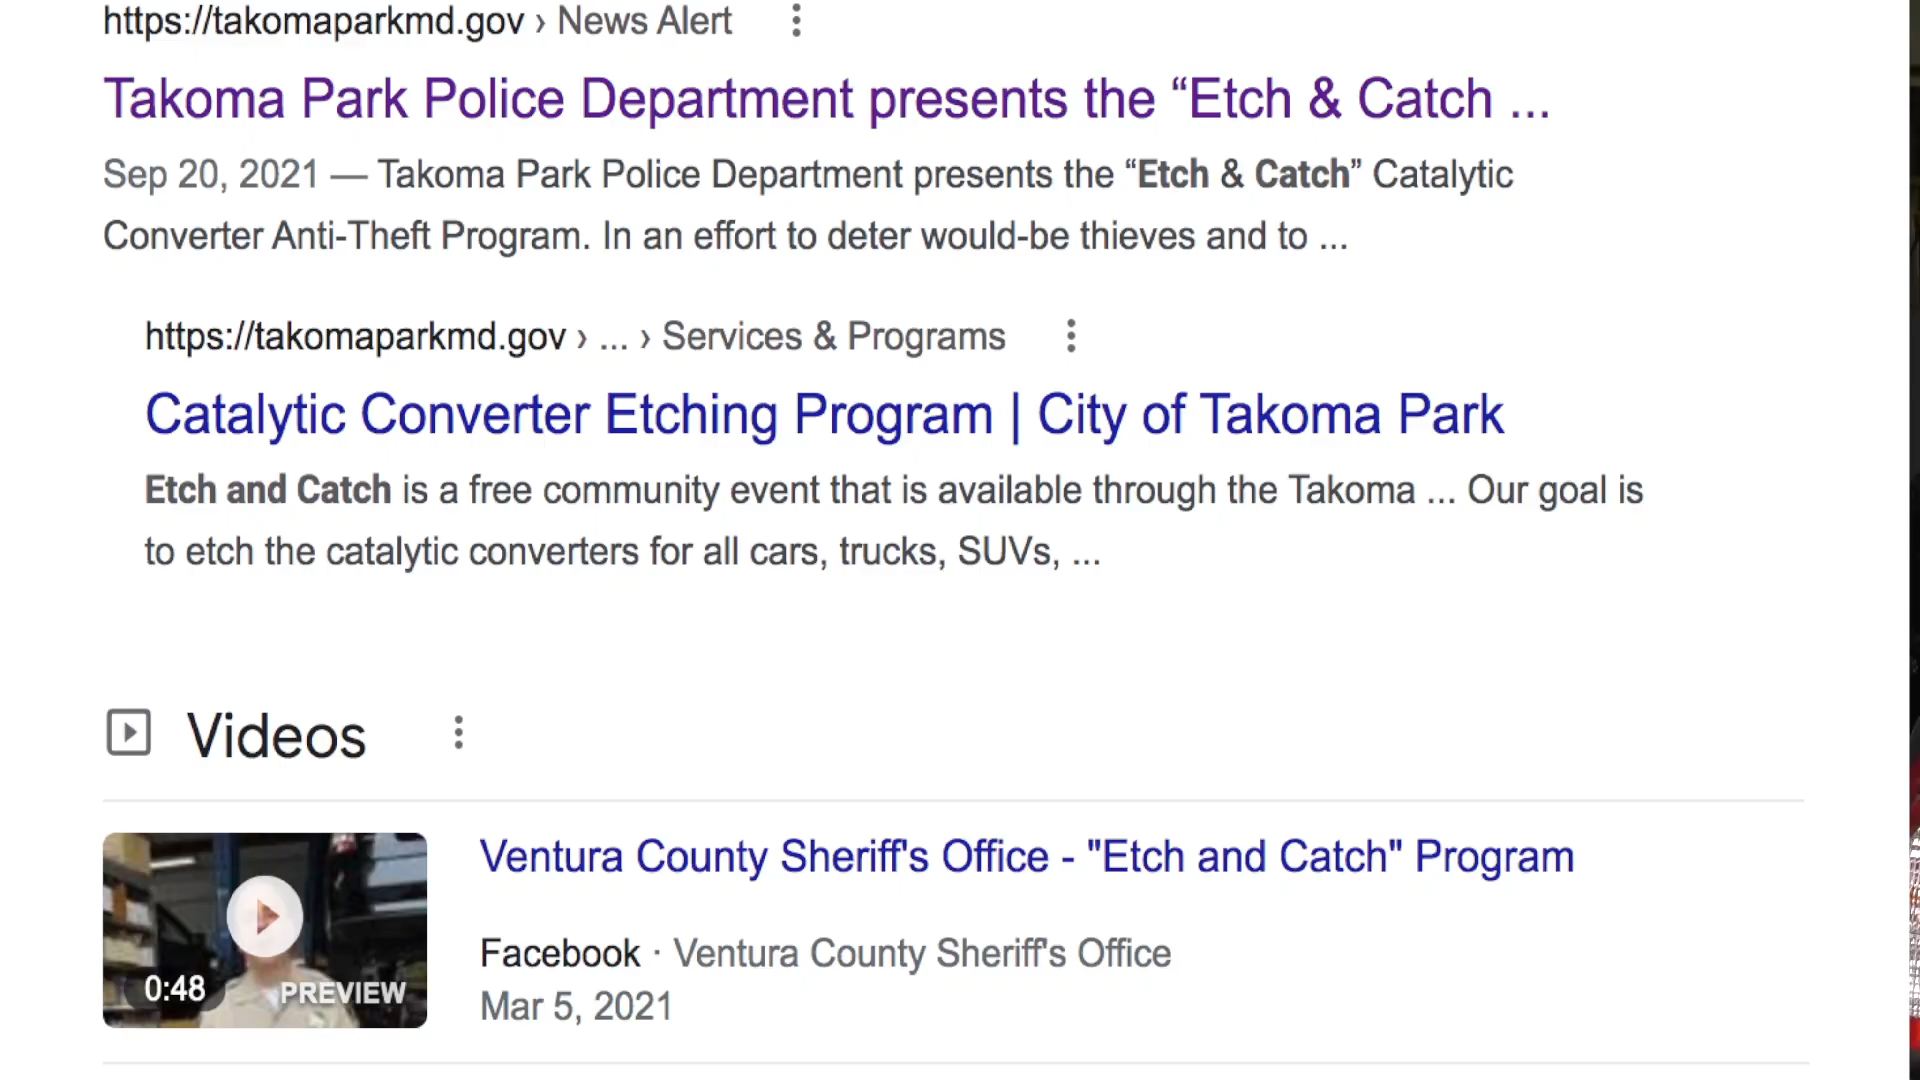 https://takomaparkmd.gov › News Alert
Takoma Park Police Department presents the “Etch & Catch ...
Sep 20, 2021 — Takoma Park Police Department presents the “Etch & Catch” Catalytic
Converter Anti-Theft Program. In an effort to deter would-be thieves and to ...
https://takomaparkmd.gov › ... › Services & Programs
Catalytic Converter Etching Program | City of Takoma Park
Etch and Catch is a free community event that is available through the Takoma ... Our goal is
to etch the catalytic converters for all cars, trucks, SUVs, ...
Videos
Ventura County Sheriff's Office - "Etch and Catch" Program
Facebook · Ventura County Sheriff's Office
Mar 5, 2021
0:48 PREVIEW